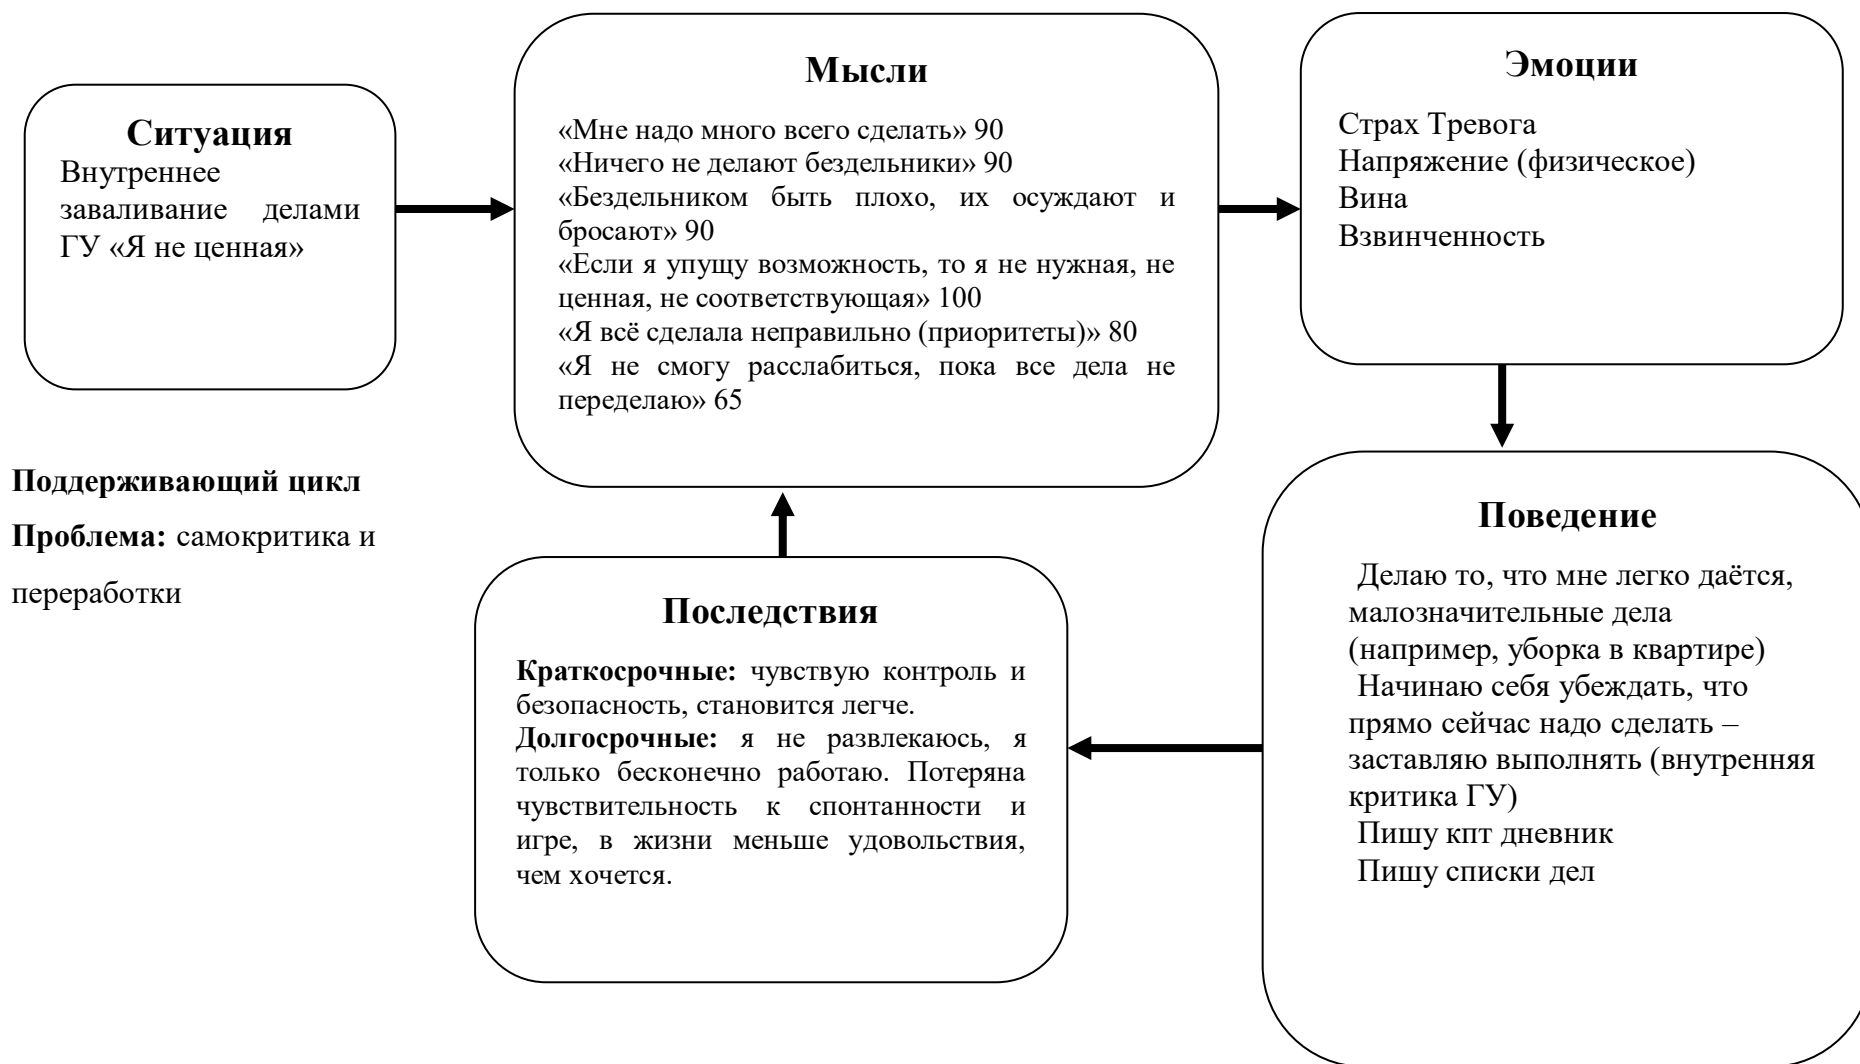 Ситуация
Внутреннее
заваливание делами
ГУ «Я не ценная»
Мысли
«Мне надо много всего сделать» 90
«Ничего не делают бездельники» 90
«Бездельником быть плохо, их осуждают и
бросают» 90
«Если я упущу возможность, то я не нужная, не
ценная, не соответствующая» 100
«Я всё сделала неправильно (приоритеты)» 80
«Я не смогу расслабиться, пока все дела не
переделаю» 65
Эмоции
Страх Тревога
Напряжение (физическое)
Вина
Взвинченность
Поддерживающий цикл
Проблема: самокритика и
переработки
Последствия
Краткосрочные: чувствую контроль и
безопасность, становится легче.
Долгосрочные: я не развлекаюсь, я
только бесконечно работаю. Потеряна
чувствительность к спонтанности и
игре, в жизни меньше удовольствия,
чем хочется.
Поведение
Делаю то, что мне легко даётся,
малозначительные дела
(например, уборка в квартире)
Начинаю себя убеждать, что
прямо сейчас надо сделать –
заставляю выполнять (внутренняя
критика ГУ)
Пишу кпт дневник
Пишу списки дел